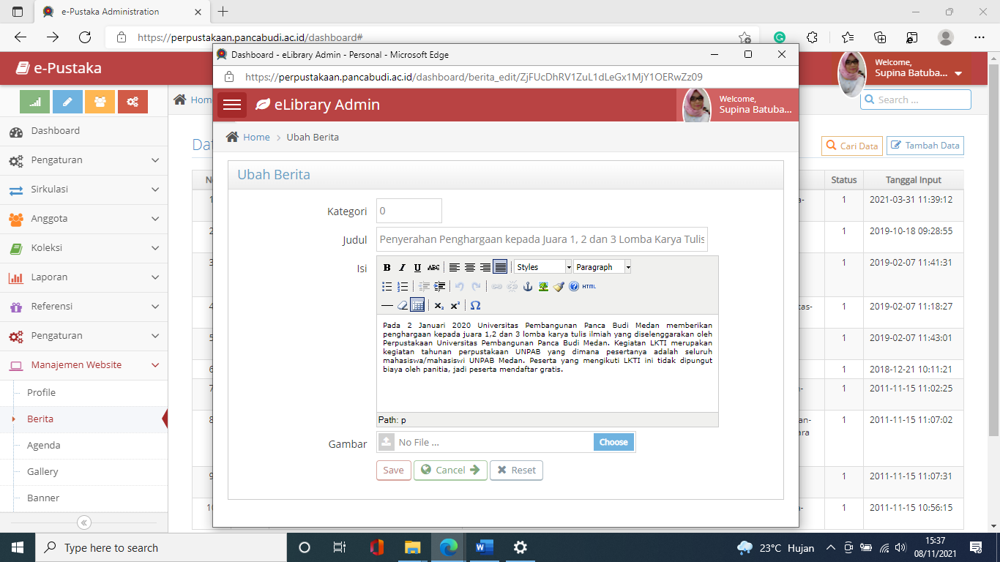 e-Pustaka Administration
https://perpustakaan.pancabudi.ac.id/dashboard#
Dashboard - eLibrary Admin - Personal - Microsoft Edge
https://perpustakaan.pancabudi.ac.id/dashboard/berita_edit/ZjFUcDhRV1ZuL1dLeGx1MjY1OERwZz09
e-Pustaka
Welcome,
Supina Batuba...
eLibrary Admin
Welcome,
Supina Batuba...
Hom
Search ...
Home > Ubah Berita
Dashboard
Pengaturan
Sirkulasi
Anggota
Koleksi
Laporan
Referensi
Pengaturan
Manajemen Website
Profile
Berita
Agenda
Gallery
Banner
Cari Data
Tambah Data
Status
Tanggal Input
1 2021-03-31 11:39:12
1 2019-10-18 09:28:55
1 2019-02-07 11:41:31
1 2019-02-07 11:18:27
1 2019-02-07 11:43:01
1 2018-12-21 10:11:21
1 2011-11-15 11:02:25
1 2011-11-15 11:07:02
1 2011-11-15 11:07:31
1 2011-11-15 10:56:15
Ubah Berita
Kategori
0
Judul
Penyerahan Penghargaan kepada Juara 1, 2 dan 3 Lomba Karya Tulis
Isi
B I U ABC
Styles
Paragraph
HTML
Pada 2 Januari 2020 Universitas Pembangunan Panca Budi Medan memberikan
penghargaan kepada juara 1,2 dan 3 lomba karya tulis ilmiah yang diselenggarakan oleh
Perpustakaan Universitas Pembangunan Panca Budi Medan. Kegiatan LKTI merupakan
kegiatan tahunan perpustakaan UNPAB yang dimana pesertanya adalah seluruh
mahasiswa/mahasiswi UNPAB Medan. Peserta yang mengikuti LKTI ini tidak dipungut
biaya oleh panitia, jadi peserta mendaftar gratis.
Path: p
Gambar
No File ...
Choose
Save
Cancel
Reset
Type here to search
23°C Hujan
15:37
08/11/2021